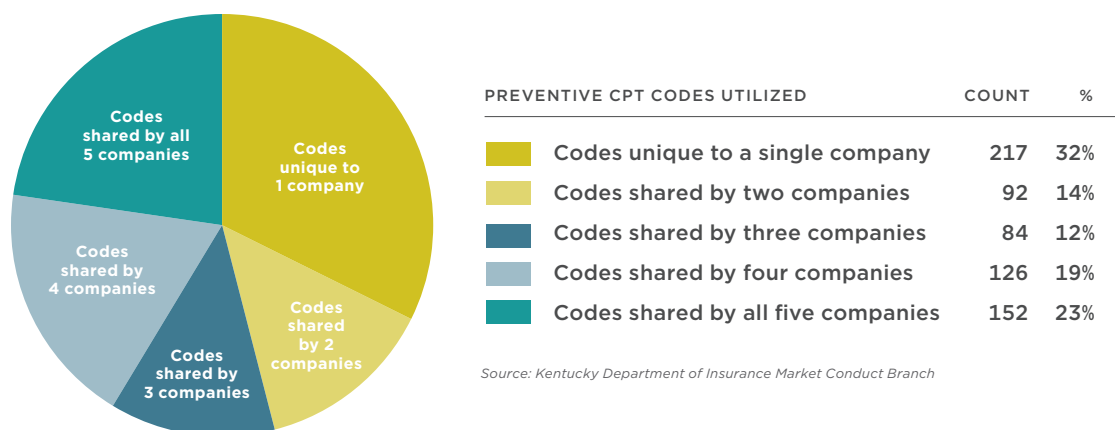 Codes
shared by all
5 companies
Codes
unique to
1 company
Codes
shared by
4 companies
Codes
shared
by 2
companies
Codes
shared by
3 companies
PREVENTIVE CPT CODES UTILIZED COUNT %
Codes unique to a single company 217 32%
Codes shared by two companies 92 14%
Codes shared by three companies 84 12%
Codes shared by four companies 126 19%
Codes shared by all five companies 152 23%
Source: Kentucky Department of Insurance Market Conduct Branch